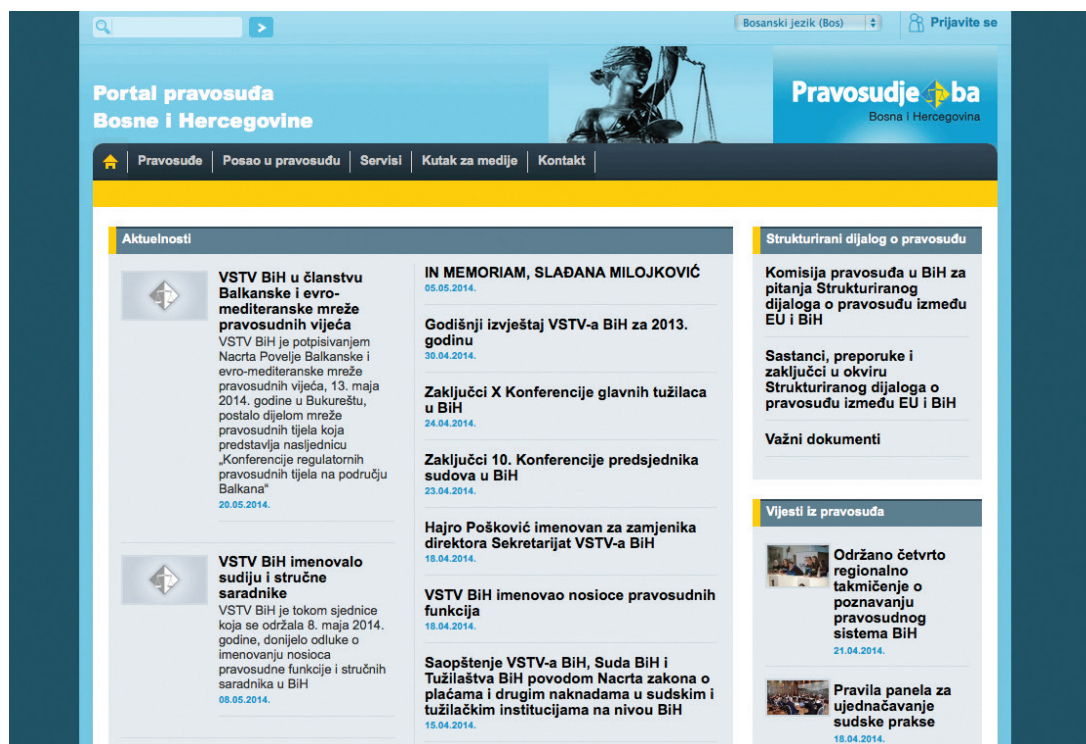 Bosanski jezik (Bos)
Prijavite se
Portal pravosuđa
Bosne i Hercegovine
Pravosudje ba
Bosna i Hercegovina
Pravosuđe
Posao u pravosuđu
Servisi
Kutak za medije
Kontakt
Aktuelnosti
VSTV BiH u članstvu
Balkanske i evro-
mediteranske mreže
pravosudnih vijeća
VSTV BiH je potpisivanjem
Nacrta Povelje Balkanske i
evro-mediteranske mreže
pravosudnih vijeća, 13. maja
2014. godine u Bukureštu,
postalo dijelom mreže
pravosudnih tijela koja
predstavlja nasljednicu
„Konferencije regulatornih
pravosudnih tijela na području
Balkana“
20.05.2014.
VSTV BiH imenovalo
sudiju i stručne
saradnike
VSTV BiH je tokom sjednice
koja se održala 8. maja 2014.
godine, donijelo odluke o
imenovanju nosioca
pravosudne funkcije i stručnih
saradnika u BiH
08.05.2014.
IN MEMORIAM, SLAĐANA MILOJKOVIĆ
05.05.2014.
Godišnji izvještaj VSTV-a BiH za 2013.
godinu
30.04.2014.
Zaključci X Konferencije glavnih tužilaca
u BiH
24.04.2014.
Zaključci 10. Konferencije predsjednika
sudova u BiH
23.04.2014.
Hajro Pošković imenovan za zamjenika
direktora Sekretarijat VSTV-a BiH
18.04.2014.
VSTV BiH imenovao nosioce pravosudnih
funkcija
18.04.2014.
Saopštenje VSTV-a BiH, Suda BiH i
Tužilaštva BiH povodom Nacrta zakona o
plaćama i drugim naknadama u sudskim i
tužilačkim institucijama na nivou BiH
15.04.2014.
Strukturirani dijalog o pravosuđu
Komisija pravosuđa u BiH za
pitanja Strukturiranog
dijaloga o pravosuđu između
EU i BiH
Sastanci, preporuke i
zaključci u okviru
Strukturiranog dijaloga o
pravosuđu između EU i BiH
Važni dokumenti
Vijesti iz pravosuđa
Održano četvrto
regionalno
takmičenje o
poznavanju
pravosudnog
sistema BiH
21.04.2014.
Pravila panela za
ujednačavanje
sudske prakse
18.04.2014.